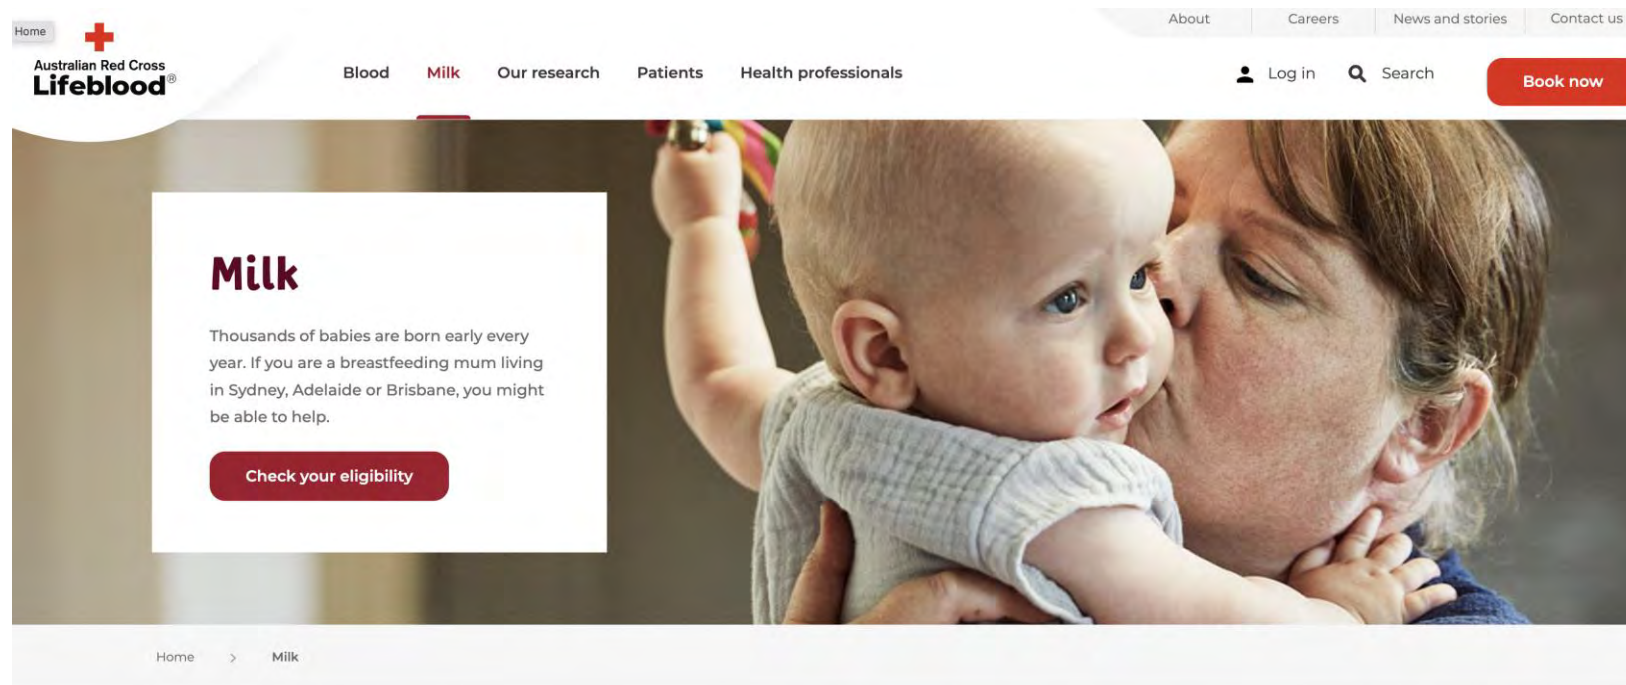 About
Careers
News and stories
Contact us
Home
Australian Red Cross
Lifeblood®
Blood
Milk
Our research
Patients
Health professionals
Log in
Search
Book now
Milk
Thousands of babies are born early every
year. If you are a breastfeeding mum living
in Sydney, Adelaide or Brisbane, you might
be able to help.
Check your eligibility
Home > Milk